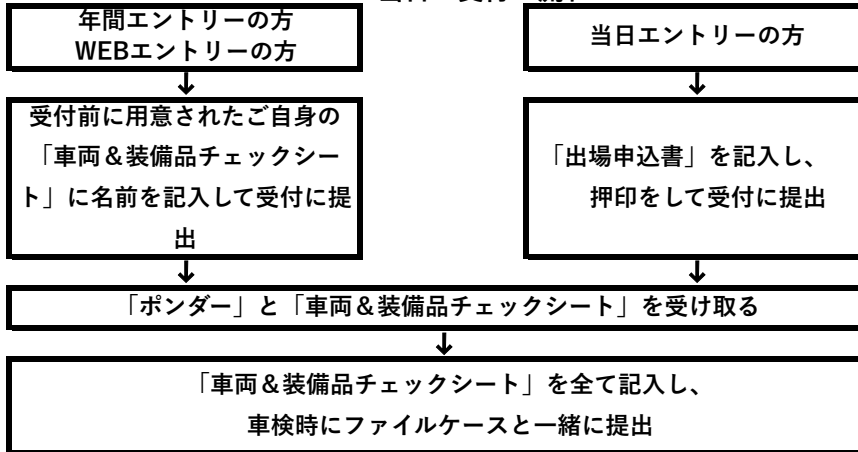 年間エントリーの方
WEBエントリーの方
当日エントリーの方
受付前に用意されたご自身の
「車両＆装備品チェックシー
ト」に名前を記入して受付に提
出
「出場申込書」を記入し、
押印をして受付に提出
「ポンダー」と「車両＆装備品チェックシート」を受け取る
「車両＆装備品チェックシート」を全て記入し、
車検時にファイルケースと一緒に提出